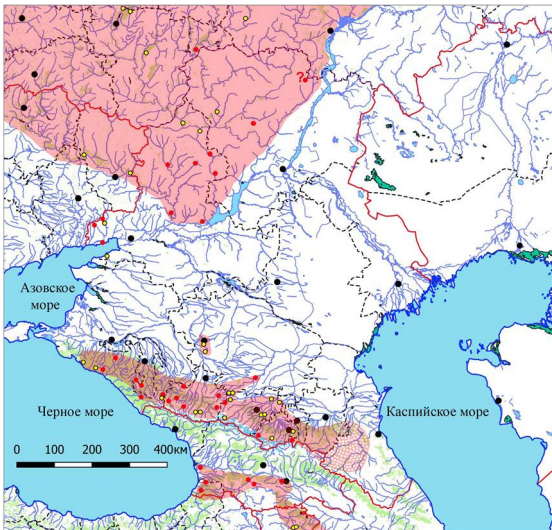 ??
Азовское
море
Черное море
Каспийское море
0 100 200 300 400км